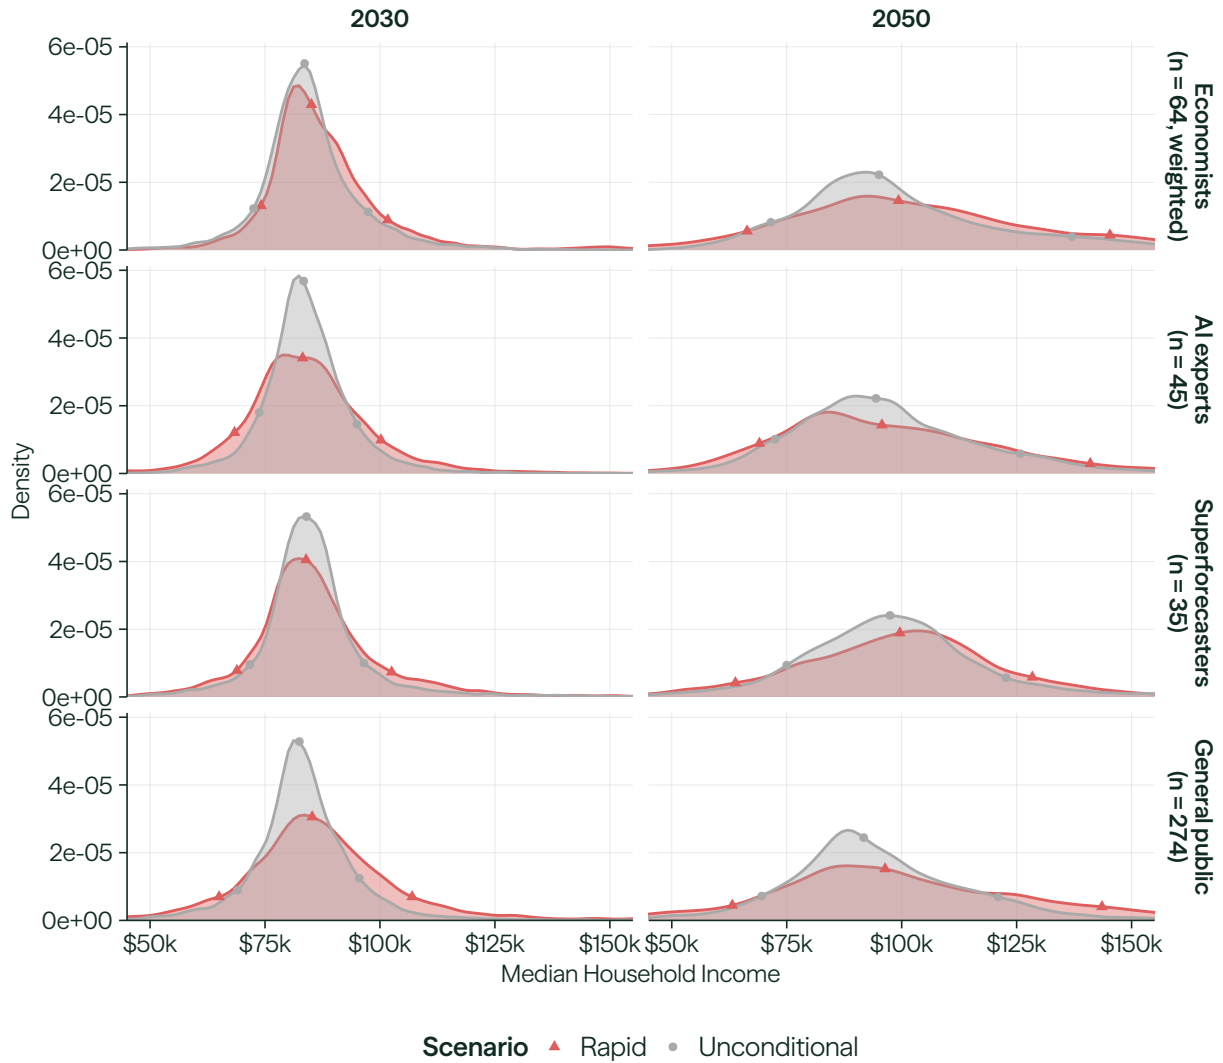 2030
2050
6e-05
4e-05
2e-05
0e+00
Economists
(n = 64, weighted)
6e-05
4e-05
2e-05
0e+00
AI experts
(n = 45)
6e-05
4e-05
2e-05
0e+00
Superforecasters
(n = 35)
6e-05
4e-05
2e-05
0e+00
General public
(n = 274)
Density
$50k $75k $100k $125k $150k $50k $75k $100k $125k $150k
Median Household Income
Scenario Rapid Unconditional